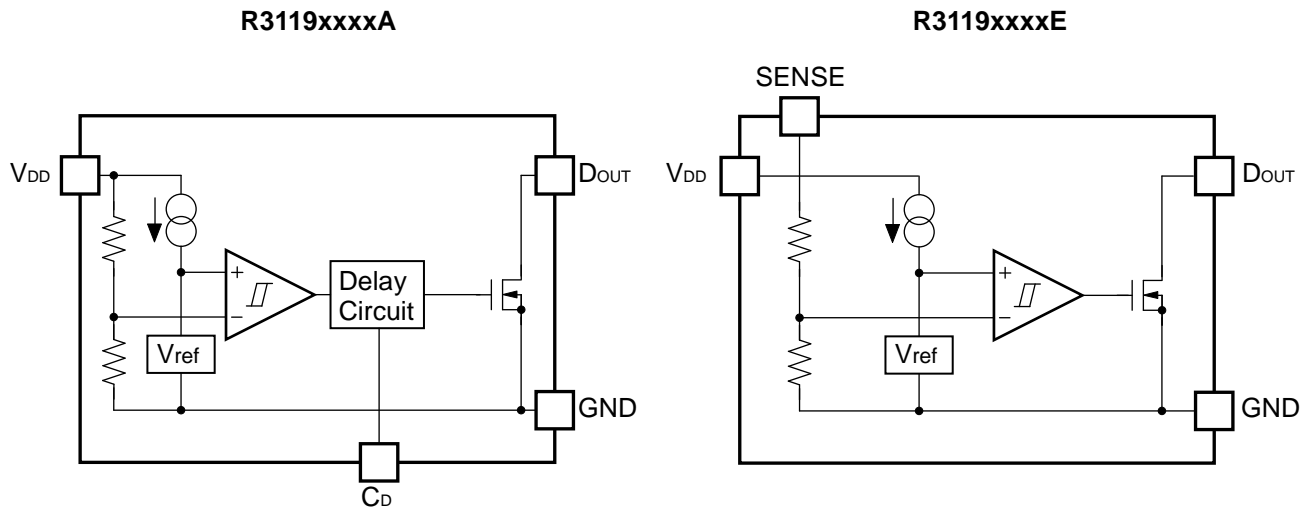 R3119xxxxA
VDD
DOUT
+
−
Delay
Circuit
Vref
GND
CD
R3119xxxxE
SENSE
VDD
DOUT
+
−
Vref
GND